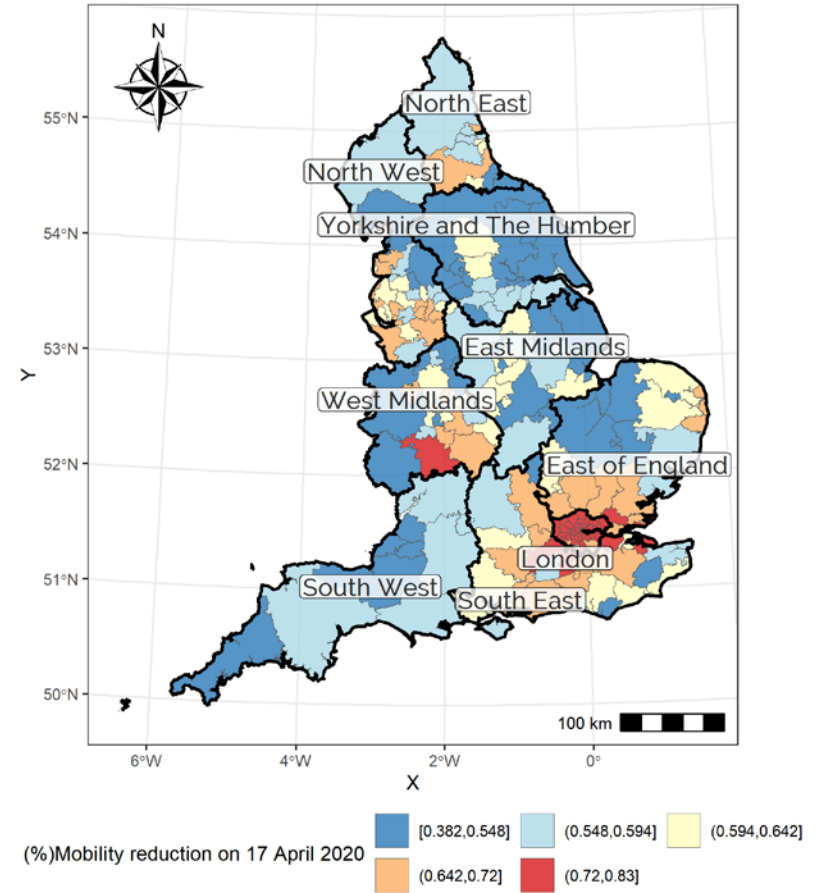 N
North East
55°N
North West
Yorkshire and The Humber
54°N
East Midlands
53°N
Y
West Midlands
52°N
East of England
London
51°N
South West
South East
50°N
100 km
6°W
4°W
2°W
0°
X
(%)Mobility reduction on 17 April 2020
[0.382,0.548]
(0.548,0.594]
(0.594,0.642]
(0.642,0.72]
(0.72,0.83]